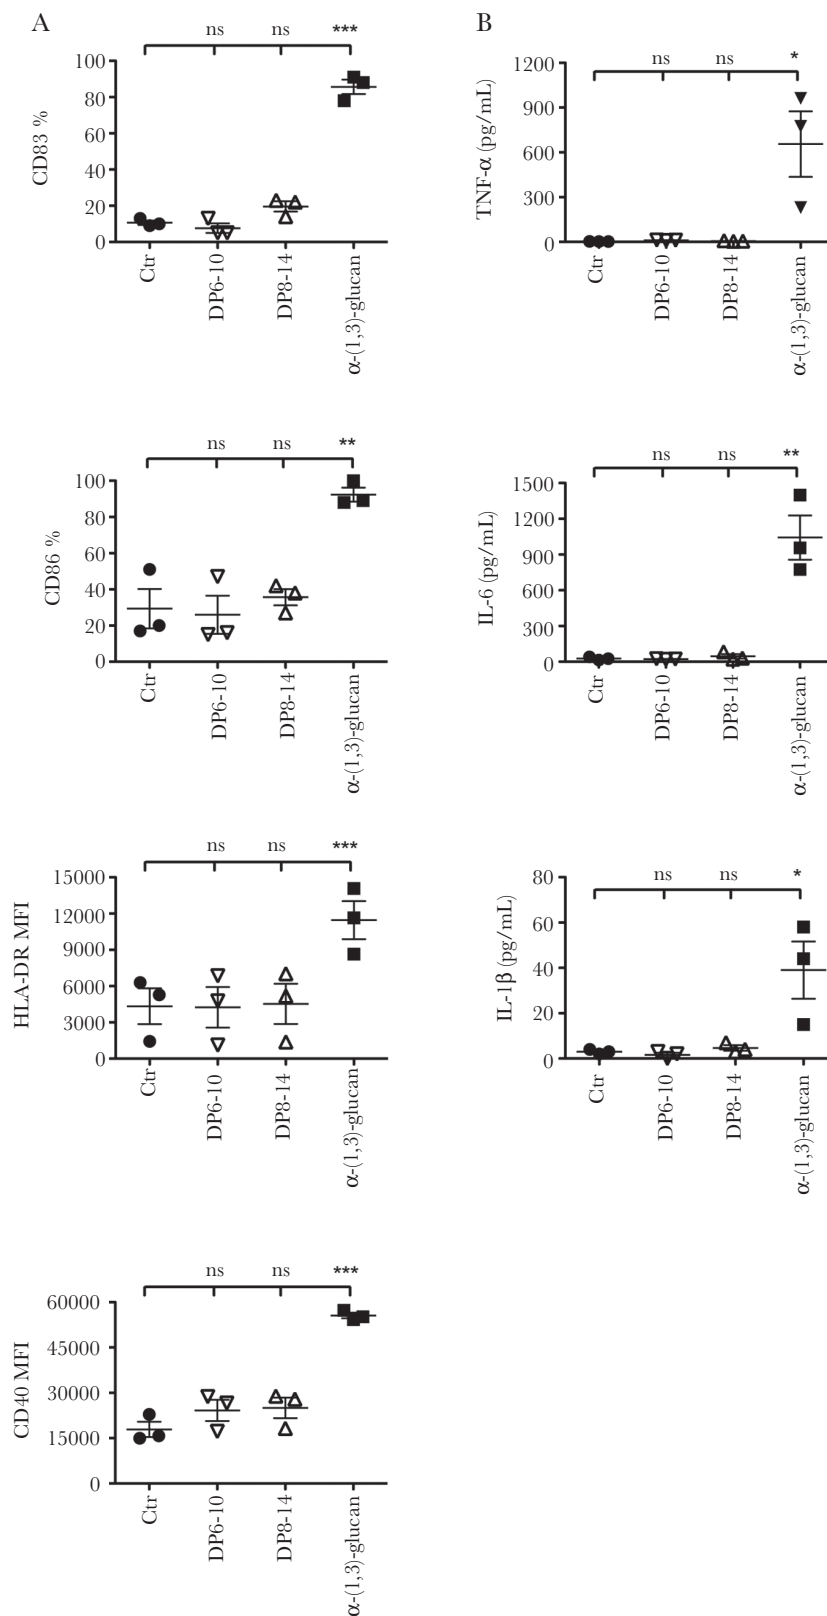 A
ns ns ***
CD83 %
100
80
60
40
20
0
Ctr
DP6-10
DP8-14
α-(1,3)-glucan
ns ns **
CD86 %
100
80
60
40
20
0
Ctr
DP6-10
DP8-14
α-(1,3)-glucan
ns ns ***
HLA-DR MFI
15000
12000
9000
6000
3000
0
Ctr
DP6-10
DP8-14
α-(1,3)-glucan
ns ns ***
CD40 MFI
60000
45000
30000
15000
0
Ctr
DP6-10
DP8-14
α-(1,3)-glucan
B
ns ns *
TNF-α (pg/mL)
1200
900
600
300
0
Ctr
DP6-10
DP8-14
α-(1,3)-glucan
ns ns **
IL-6 (pg/mL)
1500
1200
900
600
300
0
Ctr
DP6-10
DP8-14
α-(1,3)-glucan
ns ns *
IL-1β (pg/mL)
80
60
40
20
0
Ctr
DP6-10
DP8-14
α-(1,3)-glucan